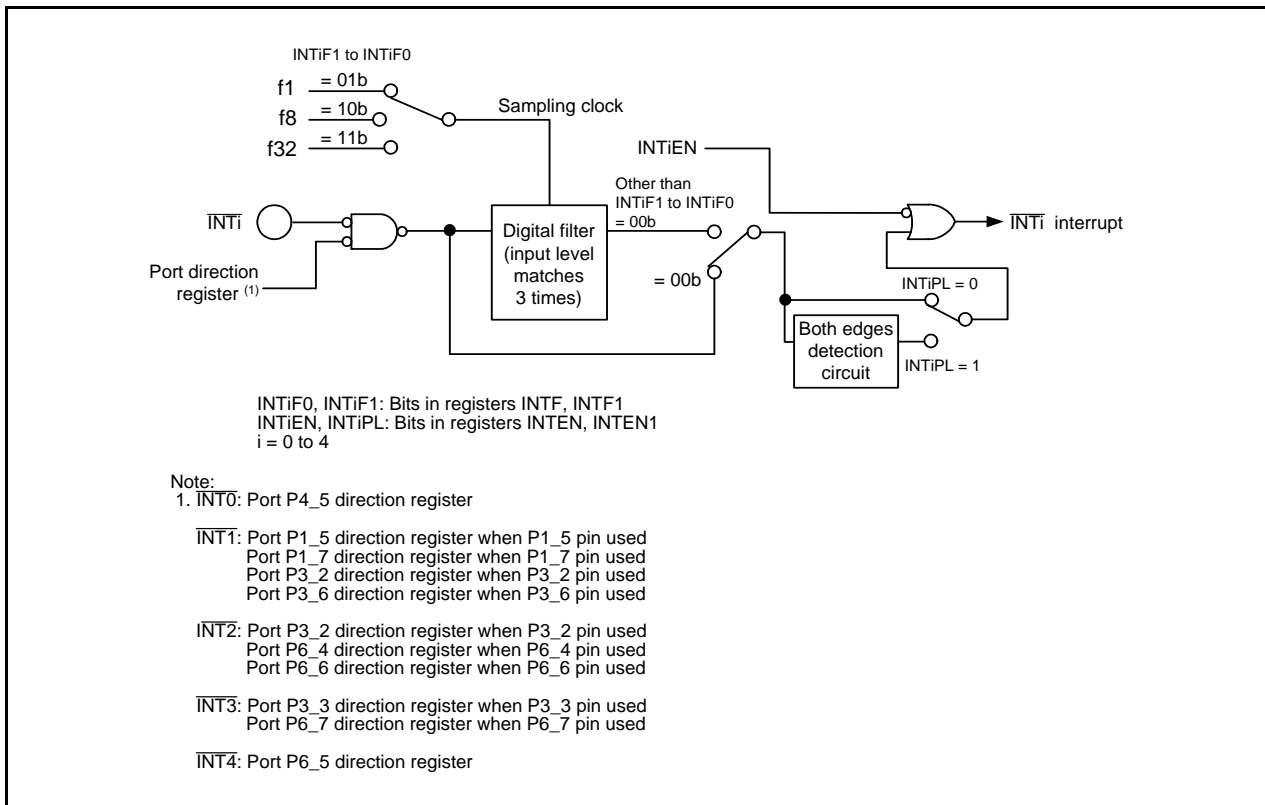 INTiF1 to INTiF0
f1
= 01b
f8
= 10b
f32
= 11b
Sampling clock
INTiEN
Other than
INTiF1 to INTiF0
= 00b
INTi
Digital filter
(input level
matches
3 times)
INTi interrupt
Port direction
register (1)
= 00b
INTiPL = 0
Both edges
detection
circuit
INTiPL = 1
INTiF0, INTiF1: Bits in registers INTF, INTF1
INTiEN, INTiPL: Bits in registers INTEN, INTEN1
i = 0 to 4
Note:
1. INT0: Port P4_5 direction register
INT1: Port P1_5 direction register when P1_5 pin used
Port P1_7 direction register when P1_7 pin used
Port P3_2 direction register when P3_2 pin used
Port P3_6 direction register when P3_6 pin used
INT2: Port P3_2 direction register when P3_2 pin used
Port P6_4 direction register when P6_4 pin used
Port P6_6 direction register when P6_6 pin used
INT3: Port P3_3 direction register when P3_3 pin used
Port P6_7 direction register when P6_7 pin used
INT4: Port P6_5 direction register